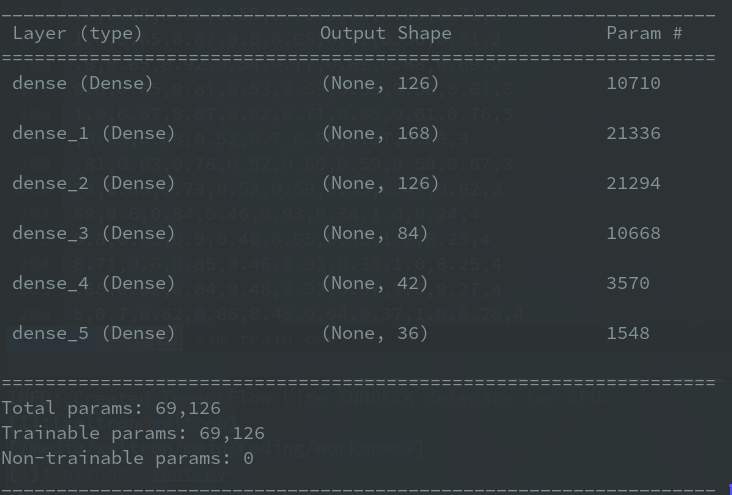 Layer (type) Output Shape Param #
dense (Dense) (None, 126) 10710
dense_1 (Dense) (None, 168) 21336
dense_2 (Dense) (None, 126) 21294
dense_3 (Dense) (None, 84) 10668
dense_4 (Dense) (None, 42) 3570
dense_5 (Dense) (None, 36) 1548
Total params: 69,126
Trainable params: 69,126
Non-trainable params: 0